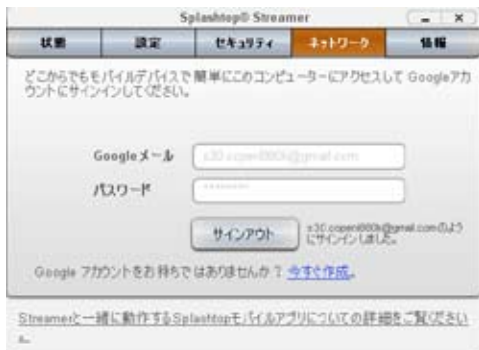 Splashtop® Streamer
状態 設定 セキュリティ ネットワーク 情報
どこからでもモバイルデバイスで簡単にこのコンピューターにアクセスして Googleアカ
ウントにサインインしてください。
Googleメール
パスワード ********
サインアウト
にサインインしました。
Google アカウントをお持ちではありませんか？ 今すぐ作成。
Streamerと一緒に動作するSplashtopモバイルアプリについての詳細をご覧ください
。